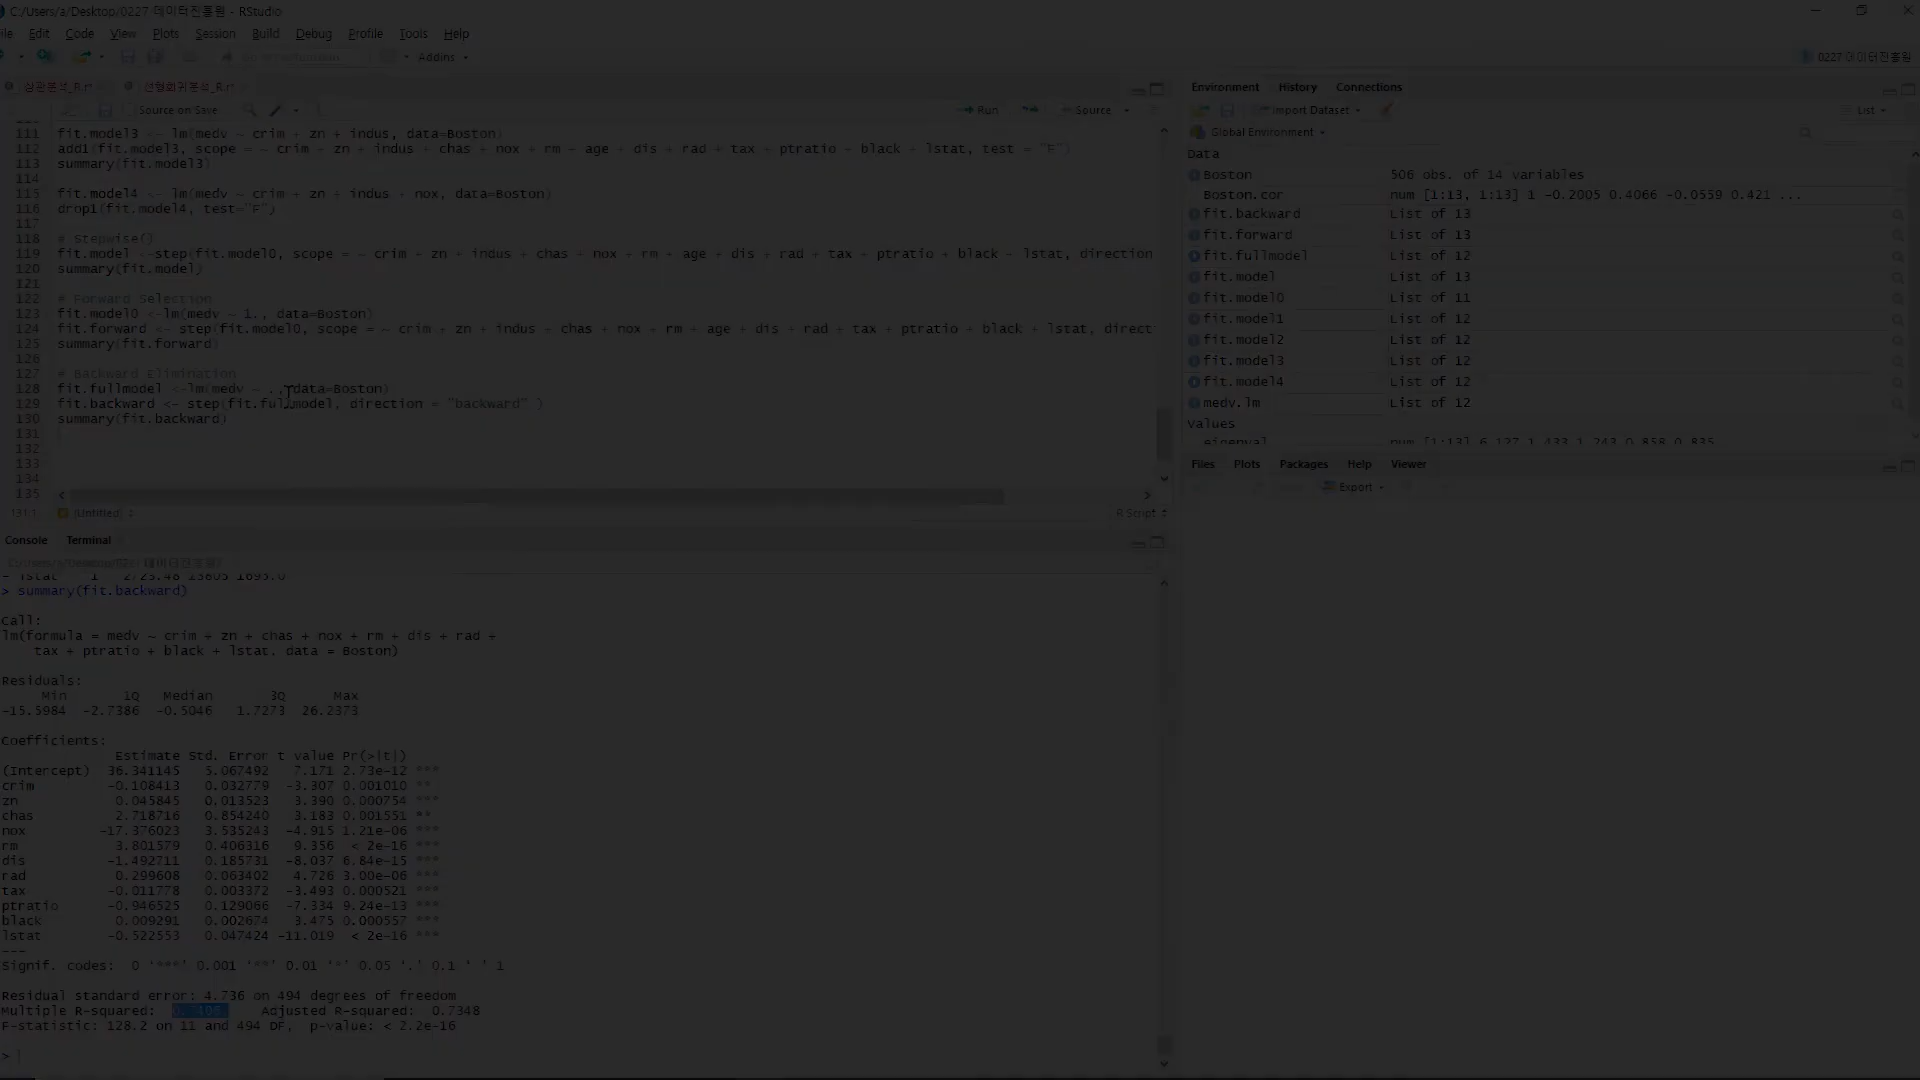 C:/Users/a/Desktop/0227 데이터진흥원 - RStudio
File Edit Code View Plots Session Build Debug Profile Tools Help
Addins
0227 데이터진흥원
상관분석_R.r*
선형회귀분석_R.r*
Source on Save
Run
Source
111 fit.model3 <- lm(medv ~ crim + zn + indus, data=Boston)
112 add1(fit.model3, scope = ~ crim + zn + indus + chas + nox + rm + age + dis + rad + tax + ptratio + black + lstat, test = "F")
113 summary(fit.model3)
114
115 fit.model4 <- lm(medv ~ crim + zn + indus + nox, data=Boston)
116 drop1(fit.model4, test="F")
117
118 # Stepwise()
119 fit.model <-step(fit.model0, scope = ~ crim + zn + indus + chas + nox + rm + age + dis + rad + tax + ptratio + black + lstat, direction
120 summary(fit.model)
121
122 # Forward Selection
123 fit.model0 <-lm(medv ~ 1., data=Boston)
124 fit.forward <- step(fit.model0, scope = ~ crim + zn + indus + chas + nox + rm + age + dis + rad + tax + ptratio + black + lstat, direct
125 summary(fit.forward)
126
127 # Backward Elimination
128 fit.fullmodel <-lm(medv ~ ., data=Boston)
129 fit.backward <- step(fit.fullmodel, direction = "backward" )
130 summary(fit.backward)
131
132
133
134
135
131:1 (Untitled) R Script
Console Terminal
C:/Users/a/Desktop/0227 데이터진흥원/
- lstat 1 2723.48 13805 1695.0
> summary(fit.backward)
Call:
lm(formula = medv ~ crim + zn + chas + nox + rm + dis + rad +
tax + ptratio + black + lstat, data = Boston)
Residuals:
Min 1Q Median 3Q Max
-15.5984 -2.7386 -0.5046 1.7273 26.2373
Coefficients:
Estimate Std. Error t value Pr(>|t|)
(Intercept) 36.341145 5.067492 7.171 2.73e-12 ***
crim -0.108413 0.032779 -3.307 0.001010 **
zn 0.045845 0.013523 3.390 0.000754 ***
chas 2.718716 0.854240 3.183 0.001551 **
nox -17.376023 3.535243 -4.915 1.21e-06 ***
rm 3.801579 0.406316 9.356 < 2e-16 ***
dis -1.492711 0.185731 -8.037 6.84e-15 ***
rad 0.299608 0.063402 4.726 3.00e-06 ***
tax -0.011778 0.003372 -3.493 0.000521 ***
ptratio -0.946525 0.129066 -7.334 9.24e-13 ***
black 0.009291 0.002674 3.475 0.000557 ***
lstat -0.522553 0.047424 -11.019 < 2e-16 ***
---
Signif. codes: 0 ‘***’ 0.001 ‘**’ 0.01 ‘*’ 0.05 ‘.’ 0.1 ‘ ’ 1
Residual standard error: 4.736 on 494 degrees of freedom
Multiple R-squared: Adjusted R-squared: 0.7348
F-statistic: 128.2 on 11 and 494 DF, p-value: < 2.2e-16
>
Environment History Connections
Import Dataset List
Global Environment
Data
Boston 506 obs. of 14 variables
Boston.cor num [1:13, 1:13] 1 -0.2005 0.4066 -0.0559 0.421 ...
fit.backward List of 13
fit.forward List of 13
fit.fullmodel List of 12
fit.model List of 13
fit.model0 List of 11
fit.model1 List of 12
fit.model2 List of 12
fit.model3 List of 12
fit.model4 List of 12
medv.lm List of 12
Values
eigenval num [1:13] 6.127 1.433 1.243 0.858 0.835
Files Plots Packages Help Viewer
Export